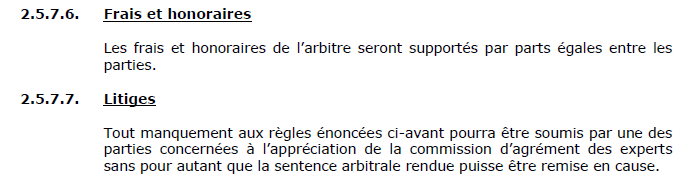 2.5.7.6. Frais et honoraires
Les frais et honoraires de l'arbitre seront supportés par parts égales entre les
parties.
2.5.7.7. Litiges
Tout manquement aux règles énoncées ci-avant pourra être soumis par une des
parties concernées à l'appréciation de la commission d'agrément des experts
sans pour autant que la sentence arbitrale rendue puisse être remise en cause.